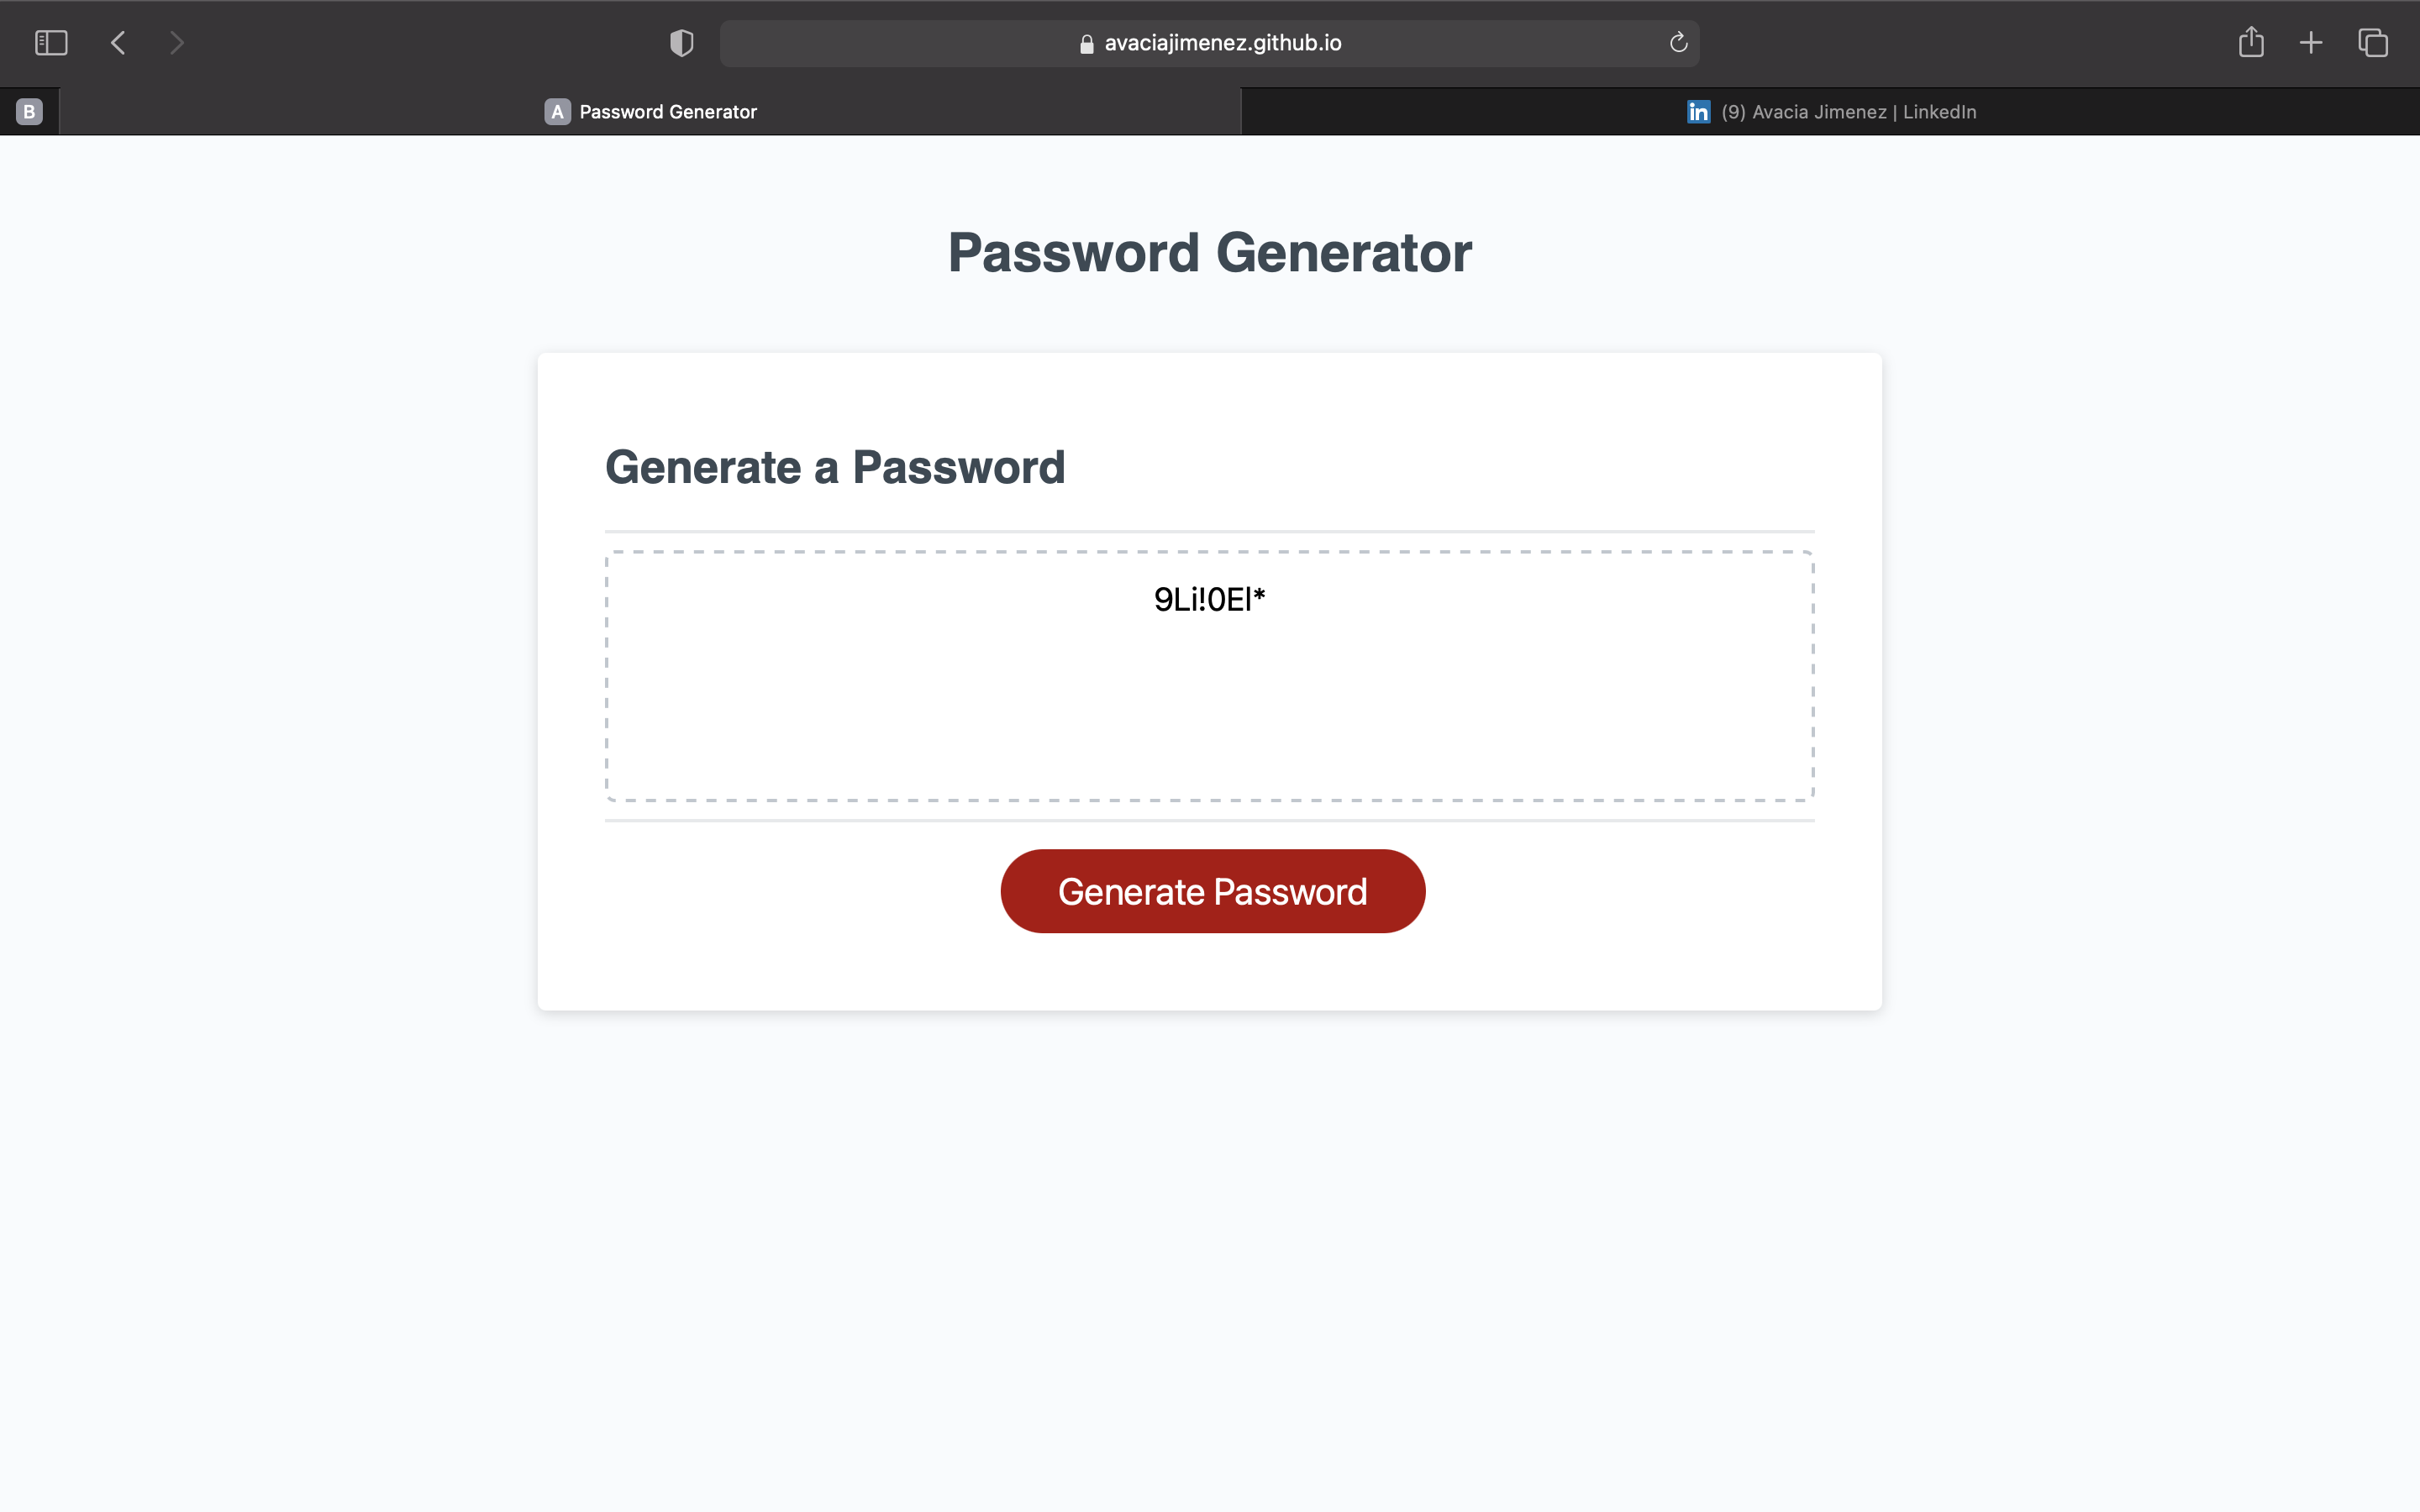 avaciajimenez.github.io
B
A Password Generator
in (9) Avacia Jimenez | LinkedIn
Password Generator
Generate a Password
9Li!0El*
Generate Password